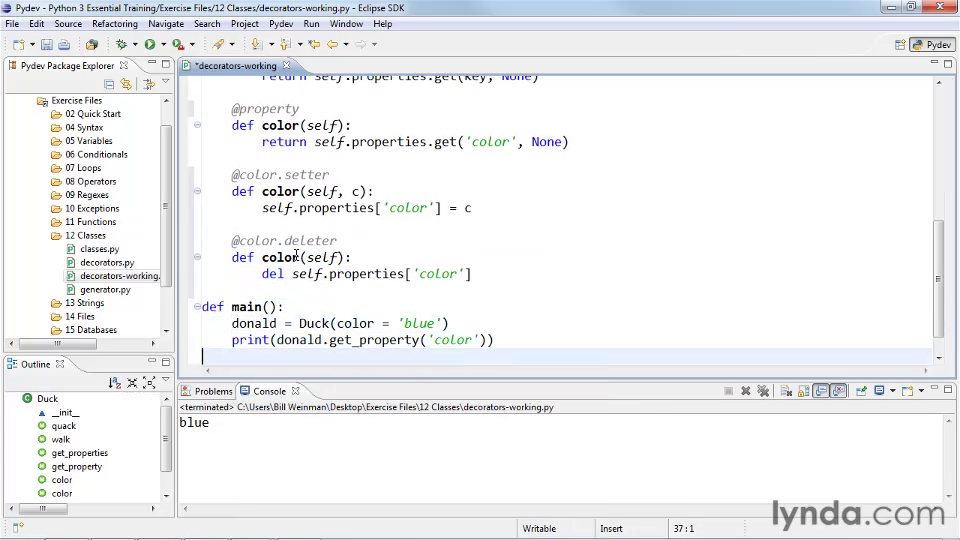 Pydev - Python 3 Essential Training/Exercise Files/12 Classes/decorators-working.py - Eclipse SDK
File Edit Source Refactoring Navigate Search Project Pydev Run Window Help
Pydev
Pydev Package Explorer
Exercise Files
02 Quick Start
04 Syntax
05 Variables
06 Conditionals
07 Loops
08 Operators
09 Regexes
10 Exceptions
11 Functions
12 Classes
classes.py
decorators.py
decorators-working.
generator.py
13 Strings
14 Files
15 Databases
Outline
Duck
__init__
quack
walk
get_properties
get_property
color
color
*decorators-working
return self.properties.get(key, None)
@property
def color(self):
return self.properties.get('color', None)
@color.setter
def color(self, c):
self.properties['color'] = c
@color.deleter
def color(self):
del self.properties['color']
def main():
donald = Duck(color = 'blue')
print(donald.get_property('color'))
Problems Console
<terminated> C:\Users\Bill Weinman\Desktop\Exercise Files\12 Classes\decorators-working.py
blue
Writable Insert 37 : 1
lynda.com